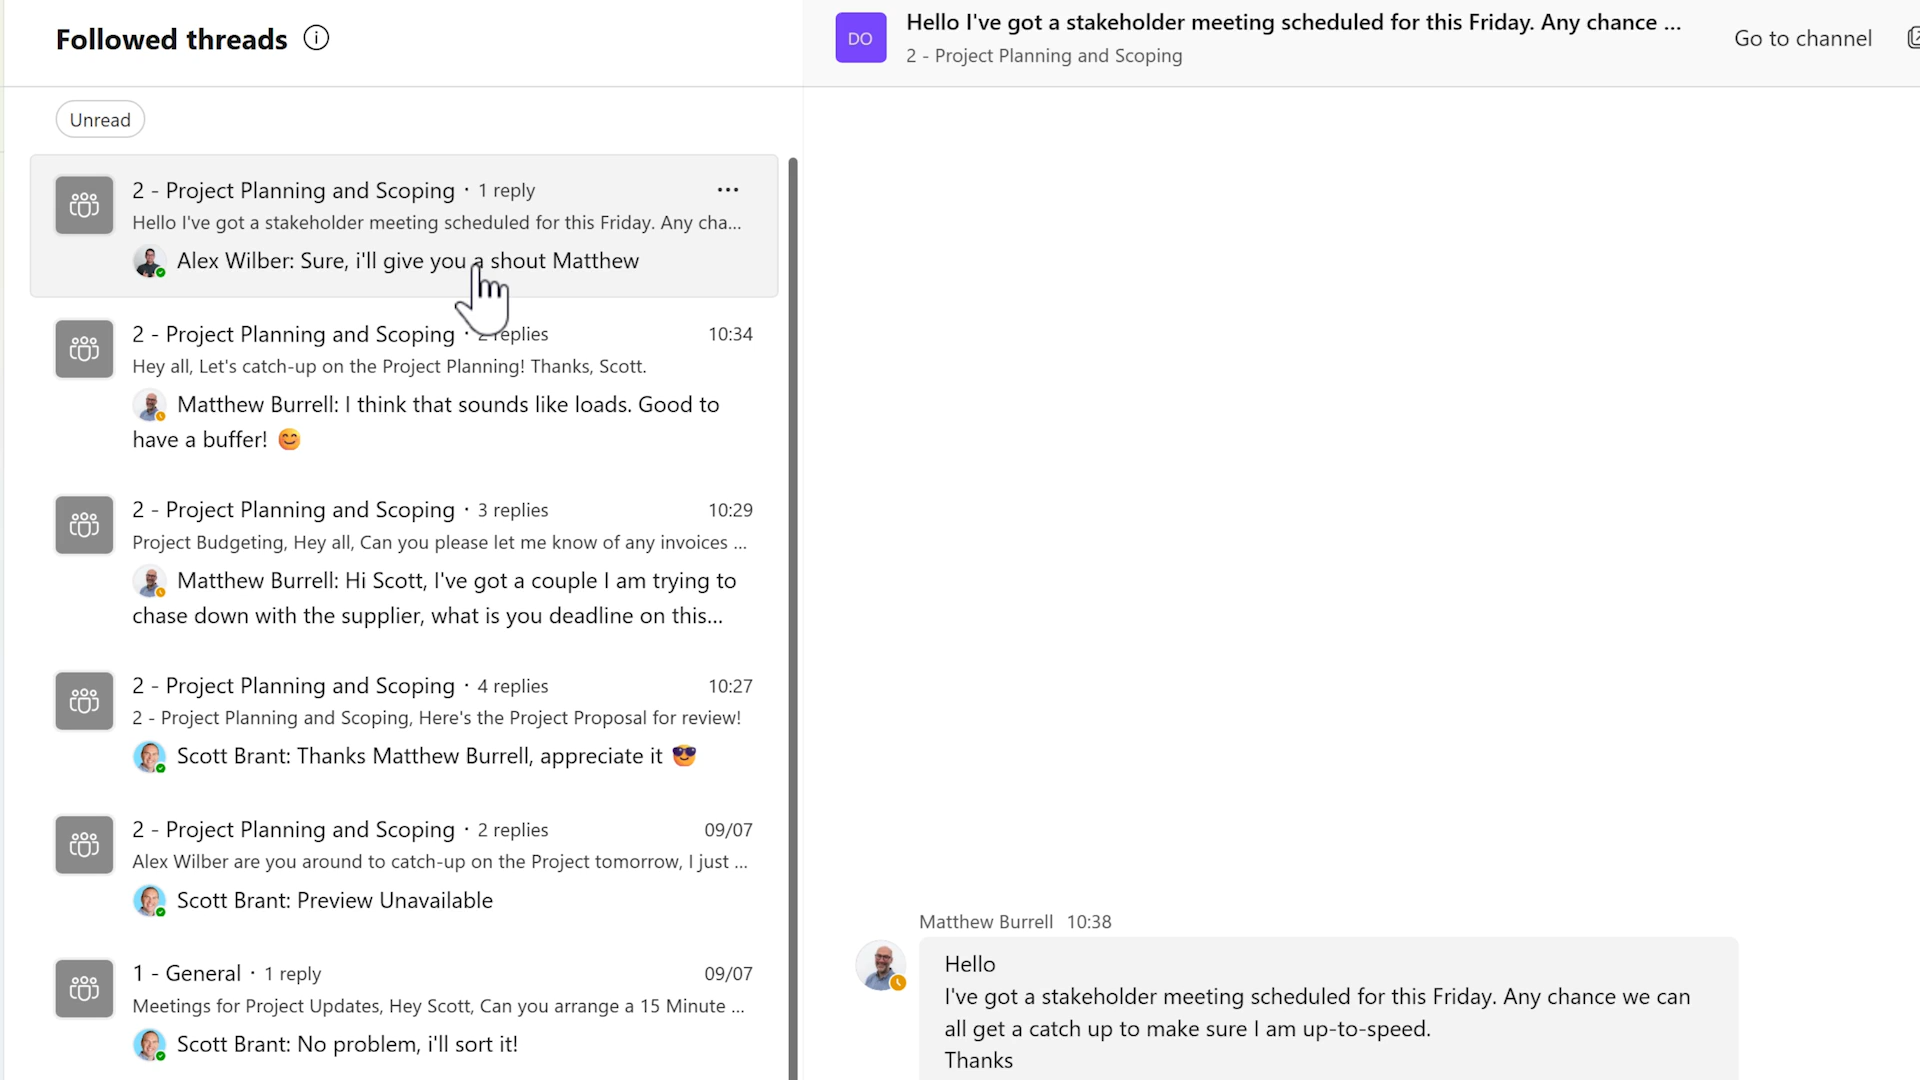 Followed threads
Unread
2 - Project Planning and Scoping · 1 reply
Hello I've got a stakeholder meeting scheduled for this Friday. Any cha...
Alex Wilber: Sure, i'll give you a shout Matthew
2 - Project Planning and Scoping · 2 replies 10:34
Hey all, Let's catch-up on the Project Planning! Thanks, Scott.
Matthew Burrell: I think that sounds like loads. Good to
have a buffer! 😊
2 - Project Planning and Scoping · 3 replies 10:29
Project Budgeting, Hey all, Can you please let me know of any invoices ...
Matthew Burrell: Hi Scott, I've got a couple I am trying to
chase down with the supplier, what is you deadline on this...
2 - Project Planning and Scoping · 4 replies 10:27
2 - Project Planning and Scoping, Here's the Project Proposal for review!
Scott Brant: Thanks Matthew Burrell, appreciate it 😎
2 - Project Planning and Scoping · 2 replies 09/07
Alex Wilber are you around to catch-up on the Project tomorrow, I just ...
Scott Brant: Preview Unavailable
1 - General · 1 reply 09/07
Meetings for Project Updates, Hey Scott, Can you arrange a 15 Minute ...
Scott Brant: No problem, i'll sort it!
DO
Hello I've got a stakeholder meeting scheduled for this Friday. Any chance ...
2 - Project Planning and Scoping
Go to channel
Matthew Burrell 10:38
Hello
I've got a stakeholder meeting scheduled for this Friday. Any chance we can
all get a catch up to make sure I am up-to-speed.
Thanks